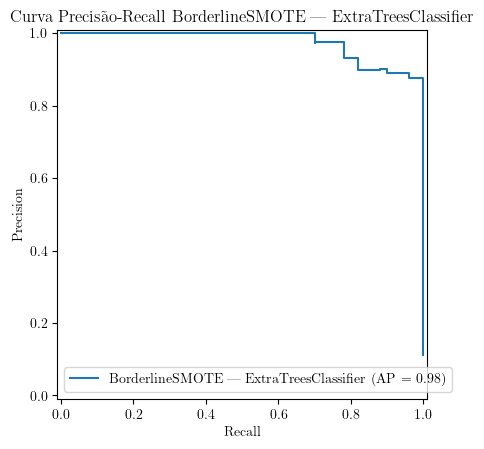 Curva Precisão-Recall BorderlineSMOTE — ExtraTreesClassifier
1.0
0.8
0.6
0.4
0.2
0.0
Precision
BorderlineSMOTE — ExtraTreesClassifier (AP = 0.98)
0.0 0.2 0.4 0.6 0.8 1.0
Recall